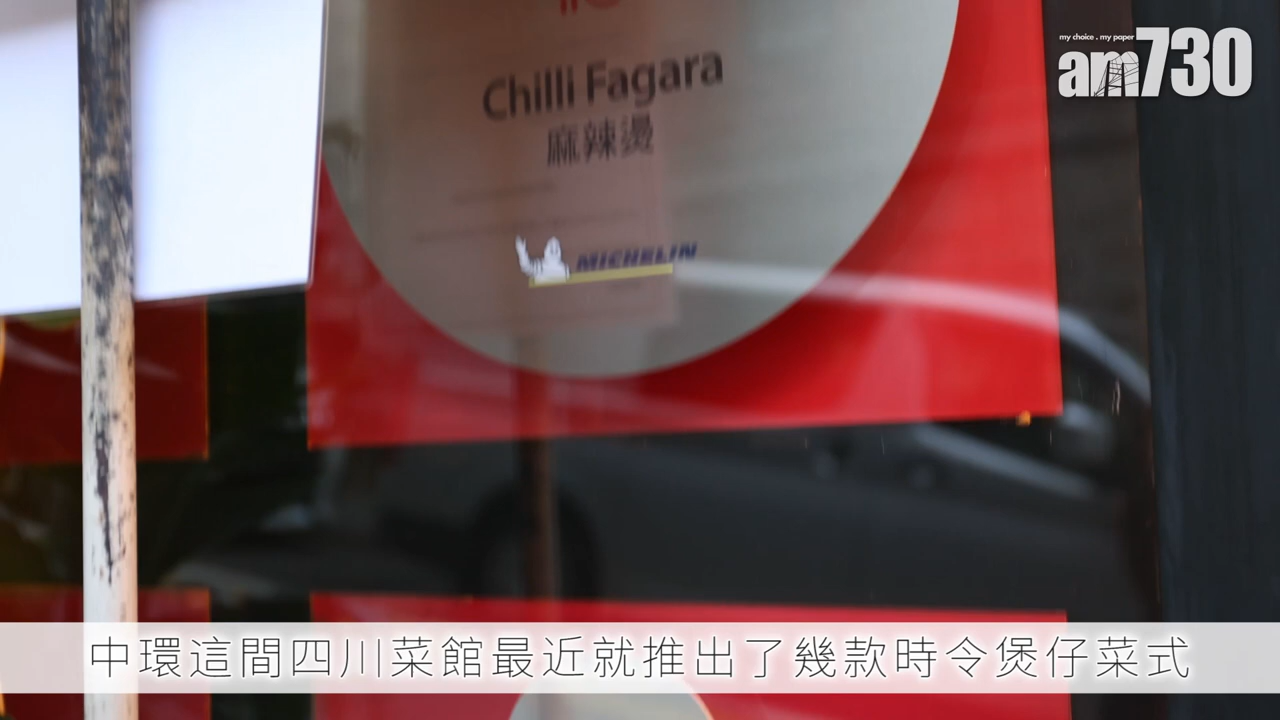 my choice . my paper
am730
Chilli Fagara
麻辣燙
MICHELIN
中環這間四川菜館最近就推出了幾款時令煲仔菜式